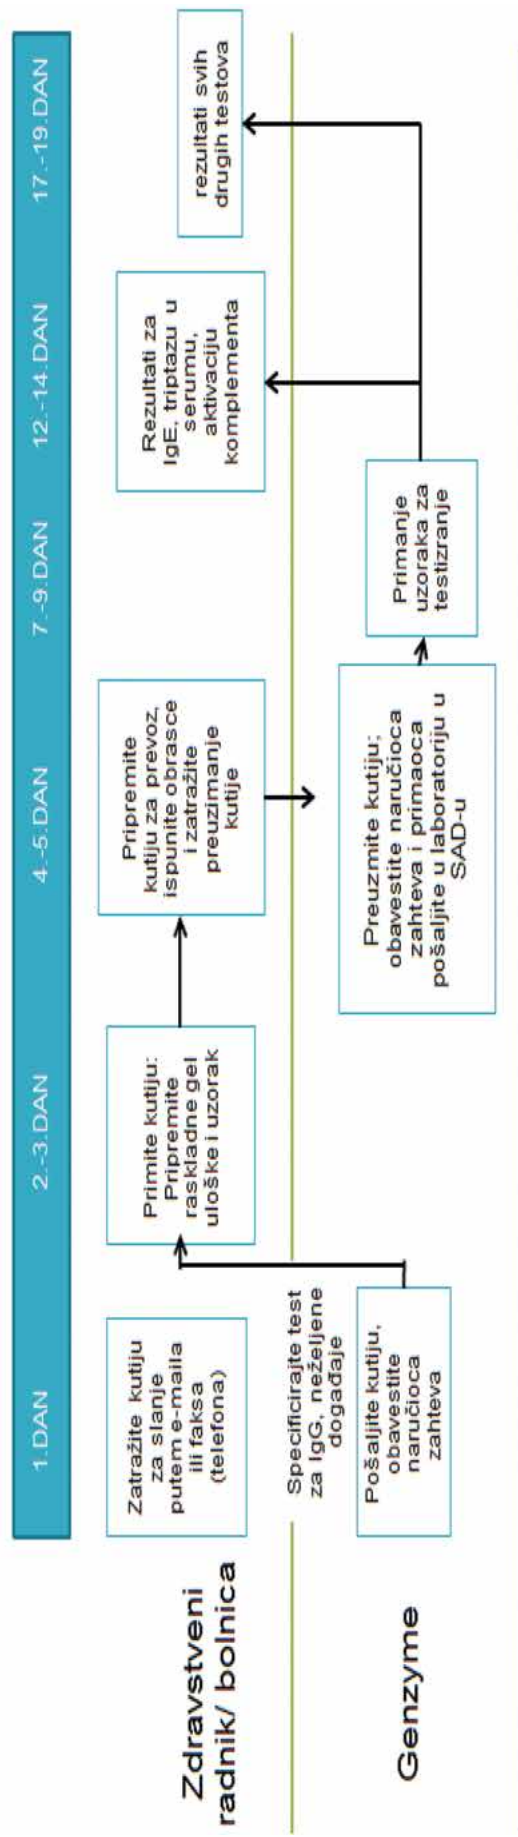 1.DAN 2.-3.DAN 4.-5.DAN 7.-9.DAN 12.-14.DAN 17.-19.DAN
Zdravstveni
radnik/ bolnica
Zatražite kutiju
za slanje
putem e-maila
ili faksa
(telefona)
Primite kutiju:
Pripremite
raskladne gel
uloške i uzorak
Pripremite
kutiju za prevoz,
ispunite obrasce
i zatražite
preuzimanje
kutije
Rezultati za
IgE, triptazu u
serumu,
aktivaciju
komplementa
rezultati svih
drugih testova
Specificirajte test
za IgG, neželjene
događaje
Genzyme
Pošaljite kutiju,
obavestite
naručioca
zahteva
Preuzmite kutiju;
obavestite naručioca
zahteva i primaoca
pošaljite u laboratoriju u
SAD-u
Primanje
uzoraka za
testizranje